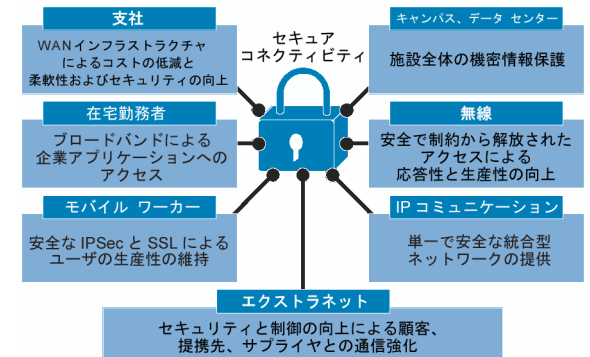 支社
WANインフラストラクチャ
によるコストの低減と
柔軟性およびセキュリティの向上
セキュア
コネクティビティ
キャンパス、データ センター
施設全体の機密情報保護
在宅勤務者
ブロードバンドによる
企業アプリケーションへの
アクセス
無線
安全で制約から解放された
アクセスによる
応答性と生産性の向上
モバイル ワーカー
安全な IPSec と SSL による
ユーザの生産性の維持
IP コミュニケーション
単一で安全な統合型
ネットワークの提供
エクストラネット
セキュリティと制御の向上による顧客、
提携先、サプライヤとの通信強化